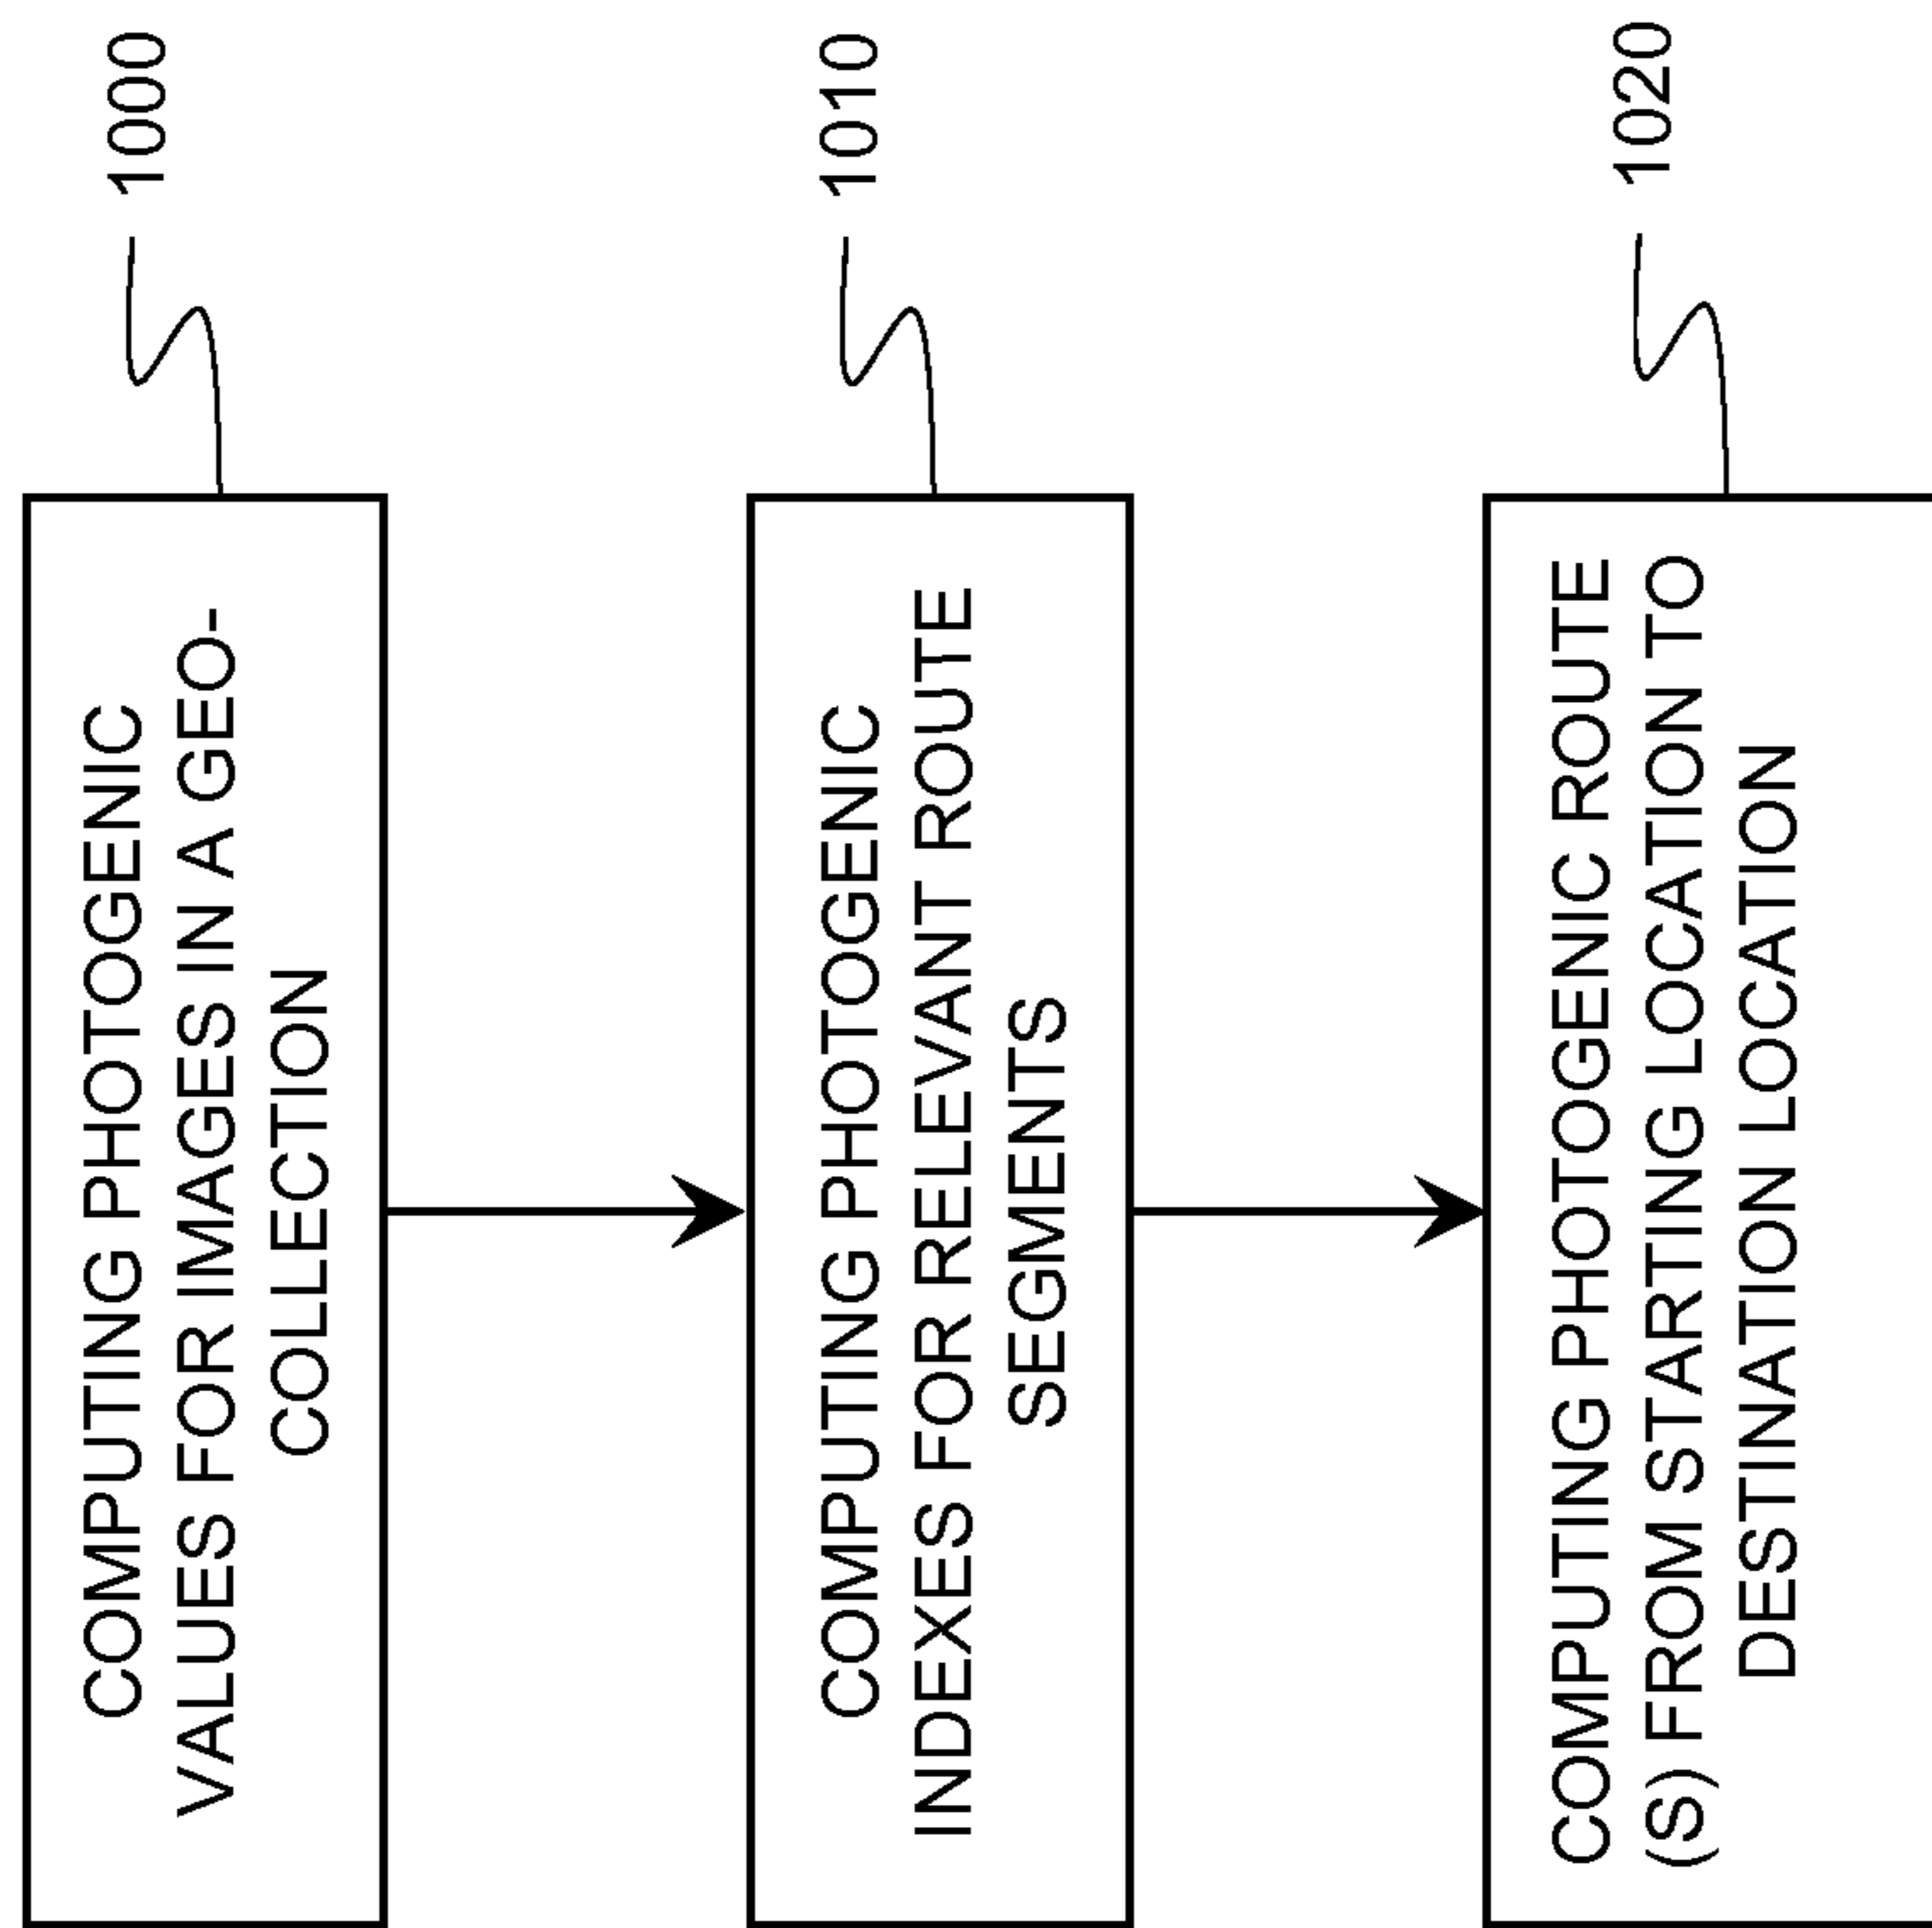 COMPUTING PHOTOGENIC
VALUES FOR IMAGES IN A GEO-
COLLECTION
1000
COMPUTING PHOTOGENIC
INDEXES FOR RELEVANT ROUTE
SEGMENTS
1010
COMPUTING PHOTOGENIC ROUTE
(S) FROM STARTING LOCATION TO
DESTINATION LOCATION
1020